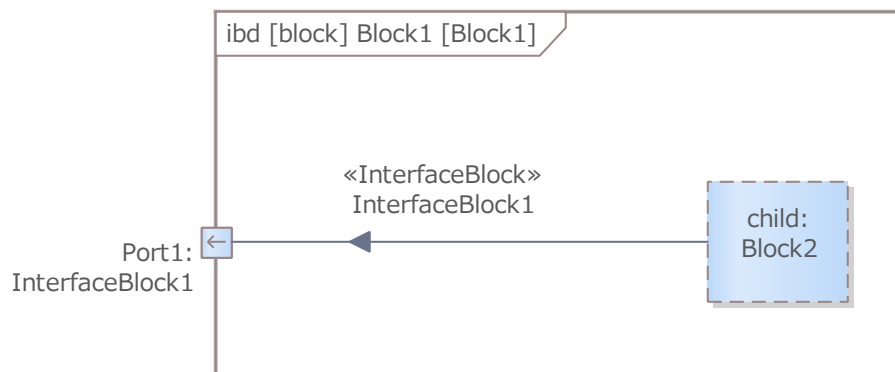 ibd [block] Block1 [Block1]
«InterfaceBlock»
InterfaceBlock1
child:
Block2
Port1:
InterfaceBlock1